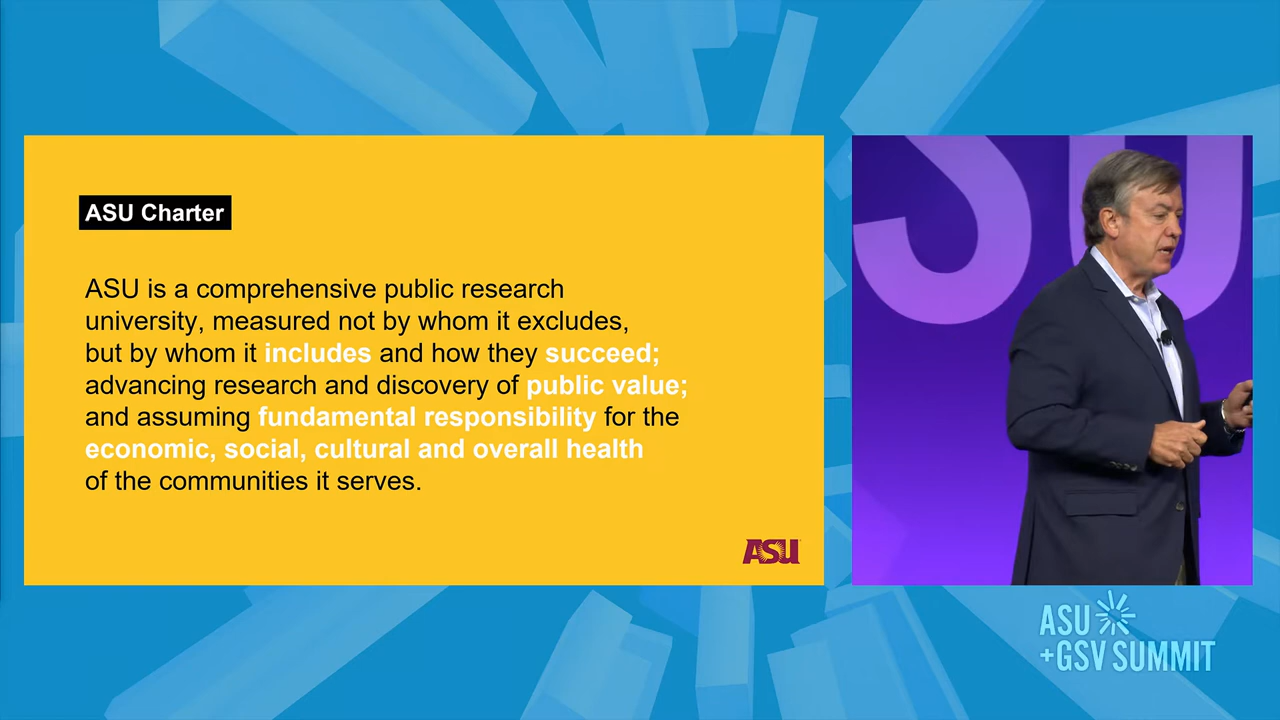 ASU Charter
ASU is a comprehensive public research
university, measured not by whom it excludes,
but by whom it includes and how they succeed;
advancing research and discovery of public value;
and assuming fundamental responsibility for the
economic, social, cultural and overall health
of the communities it serves.
ASU
SU
ASU
+GSV SUMMIT